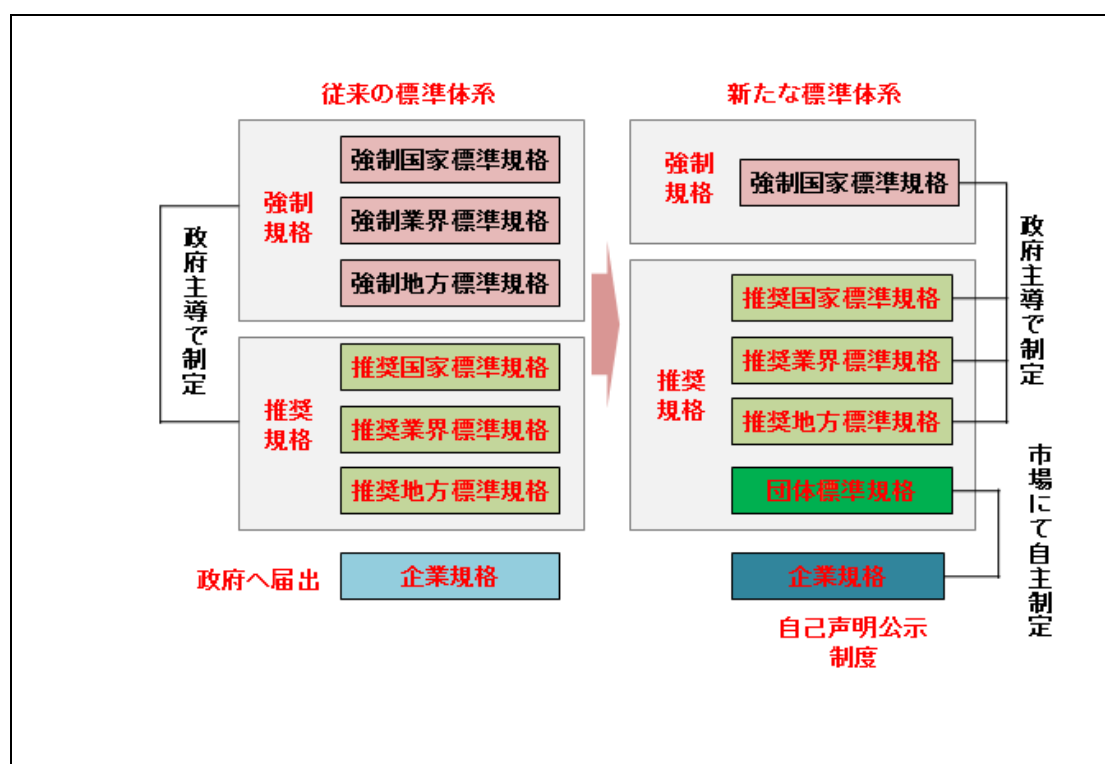 従来の標準体系
強制
規格
強制国家標準規格
強制業界標準規格
強制地方標準規格
政府主導で制定
推奨
規格
推奨国家標準規格
推奨業界標準規格
推奨地方標準規格
政府へ届出
企業規格
新たな標準体系
強制
規格
強制国家標準規格
推奨
規格
推奨国家標準規格
推奨業界標準規格
推奨地方標準規格
団体標準規格
政府主導で制定
企業規格
自己声明公示
制度
市場にて自主制定